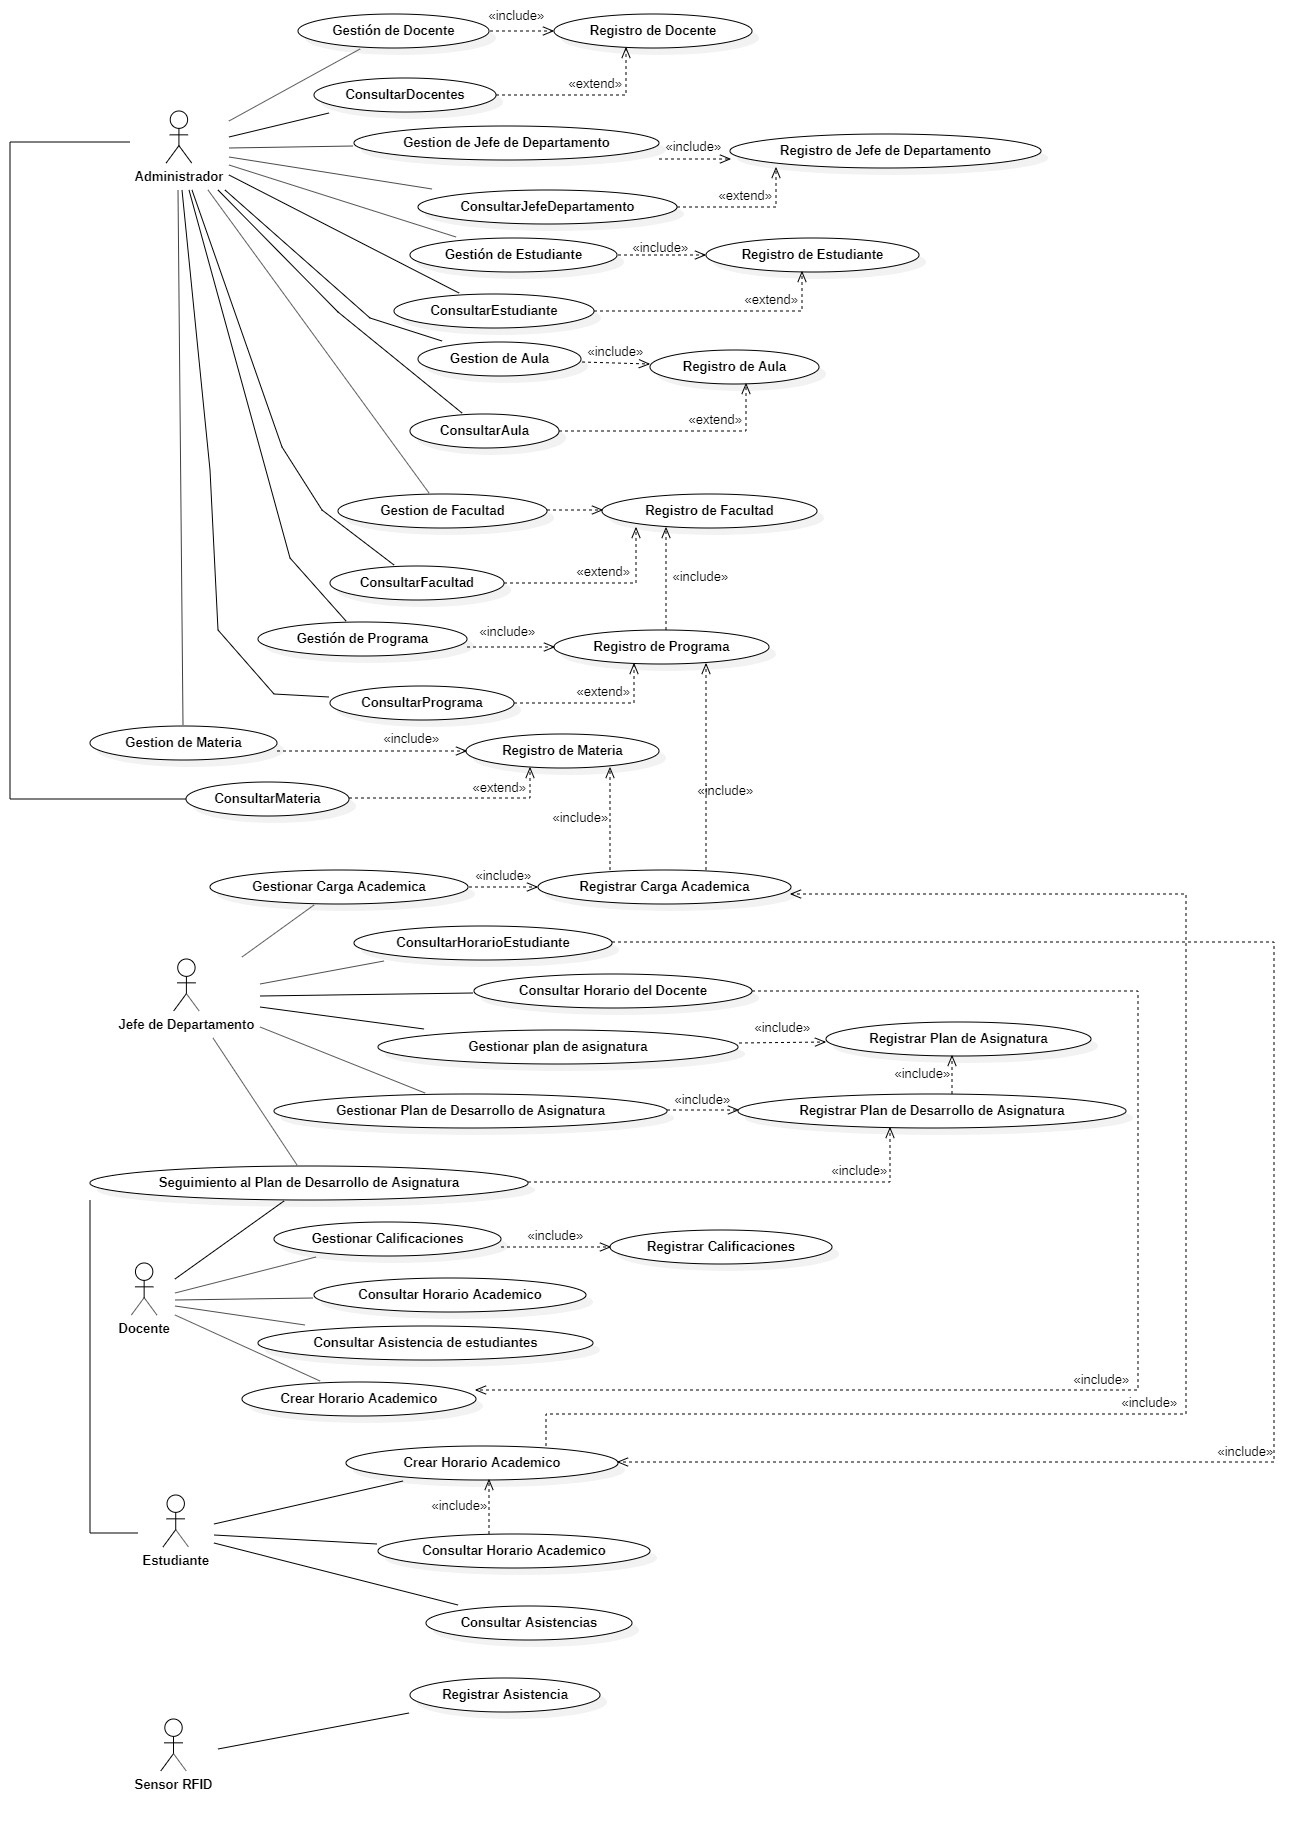 «include»
Gestión de Docente
Registro de Docente
«extend»
ConsultarDocentes
Gestion de Jefe de Departamento
«include»
Registro de Jefe de Departamento
Administrador
«extend»
ConsultarJefeDepartamento
Gestión de Estudiante
«include»
Registro de Estudiante
«extend»
ConsultarEstudiante
Gestion de Aula
«include»
Registro de Aula
«extend»
ConsultarAula
Gestion de Facultad
Registro de Facultad
«extend»
«include»
ConsultarFacultad
Gestión de Programa
«include»
Registro de Programa
«extend»
ConsultarPrograma
Gestion de Materia
«include»
Registro de Materia
«extend»
«include»
ConsultarMateria
«include»
Gestionar Carga Academica
«include»
Registrar Carga Academica
ConsultarHorarioEstudiante
Consultar Horario del Docente
Jefe de Departamento
Gestionar plan de asignatura
«include»
Registrar Plan de Asignatura
«include»
Gestionar Plan de Desarrollo de Asignatura
«include»
Registrar Plan de Desarrollo de Asignatura
«include»
Seguimiento al Plan de Desarrollo de Asignatura
Gestionar Calificaciones
«include»
Registrar Calificaciones
Consultar Horario Academico
Docente
Consultar Asistencia de estudiantes
«include»
Crear Horario Academico
«include»
«include»
Crear Horario Academico
«include»
Consultar Horario Academico
Estudiante
Consultar Asistencias
Registrar Asistencia
Sensor RFID